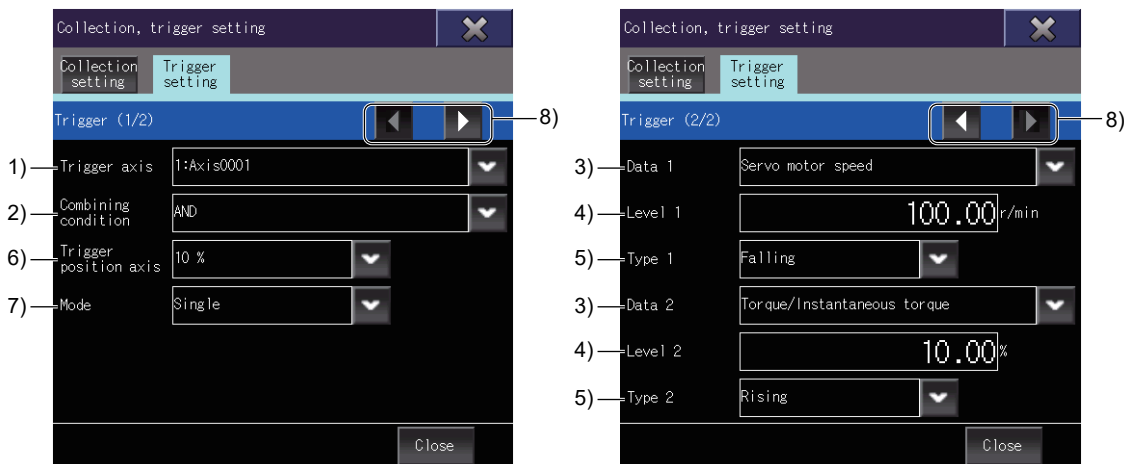 Collection, trigger setting
Collection setting
Trigger setting
Trigger (1/2)
8)
1) Trigger axis 1:Axis0001
2) Combining condition AND
6) Trigger position axis 10 %
7) Mode Single
Close
Collection, trigger setting
Collection setting
Trigger setting
Trigger (2/2)
8)
3) Data 1 Servo motor speed
4) Level 1 100.00 r/min
5) Type 1 Falling
3) Data 2 Torque/Instantaneous torque
4) Level 2 10.00 %
5) Type 2 Rising
Close